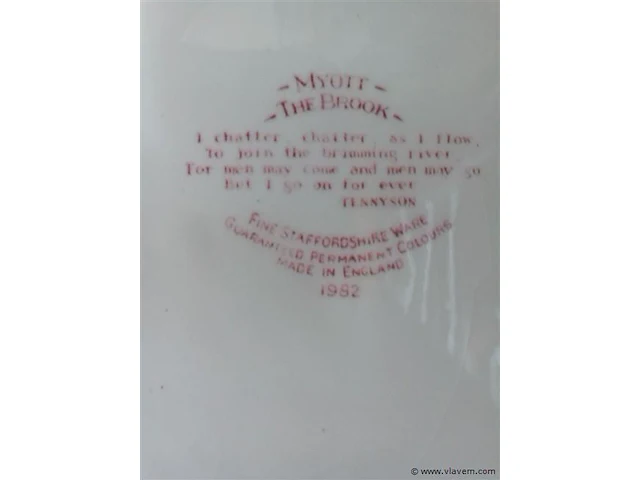 - MYOTT -
- THE BROOK -
I chatter, chatter, as I flow,
To join the brimming river
For men may come and men may go
But I go on for ever
TENNYSON
FINE STAFFORDSHIRE WARE
GUARANTEED PERMANENT COLOURS
MADE IN ENGLAND
1982
© www.vlavem.com